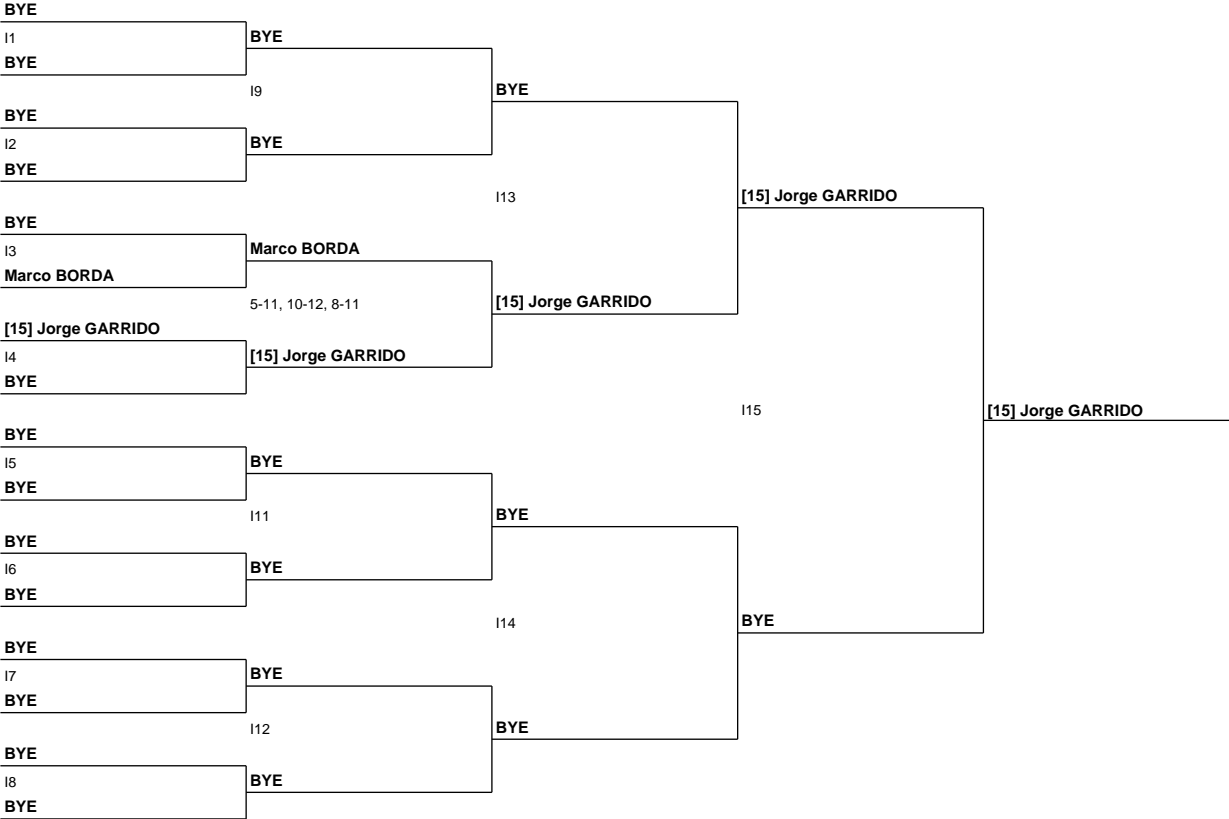 BYE
I1
BYE
BYE
I9
BYE
BYE
I2
BYE
BYE
I13
[15] Jorge GARRIDO
BYE
I3
Marco BORDA
Marco BORDA
5-11, 10-12, 8-11
[15] Jorge GARRIDO
[15] Jorge GARRIDO
I4
[15] Jorge GARRIDO
BYE
I15
[15] Jorge GARRIDO
BYE
I5
BYE
BYE
I11
BYE
BYE
I6
BYE
BYE
I14
BYE
BYE
I7
BYE
BYE
I12
BYE
BYE
I8
BYE
BYE